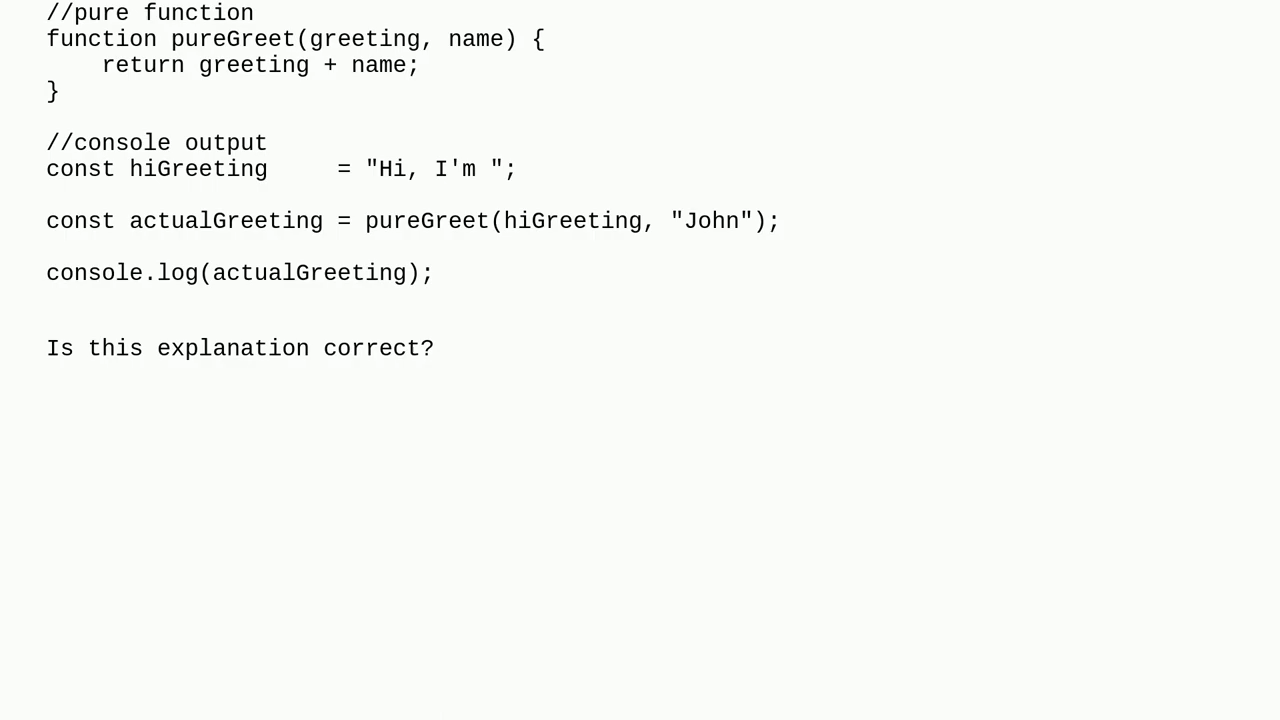 //pure function
function pureGreet(greeting, name) {
    return greeting + name;
}
//console output
const hiGreeting     = "Hi, I'm ";
const actualGreeting = pureGreet(hiGreeting, "John");
console.log(actualGreeting);
Is this explanation correct?